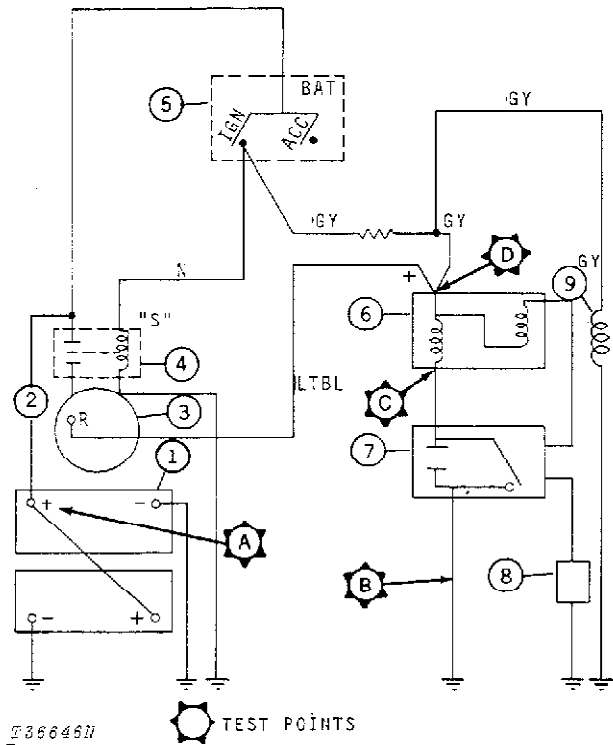 BAT
5
IGN
ACC
GY
GY
GY
D
GY
9
N
+
6
"S"
4
2
LTBL
C
R
3
7
1
+
-
A
B
8
-
+
TEST POINTS
T36646N